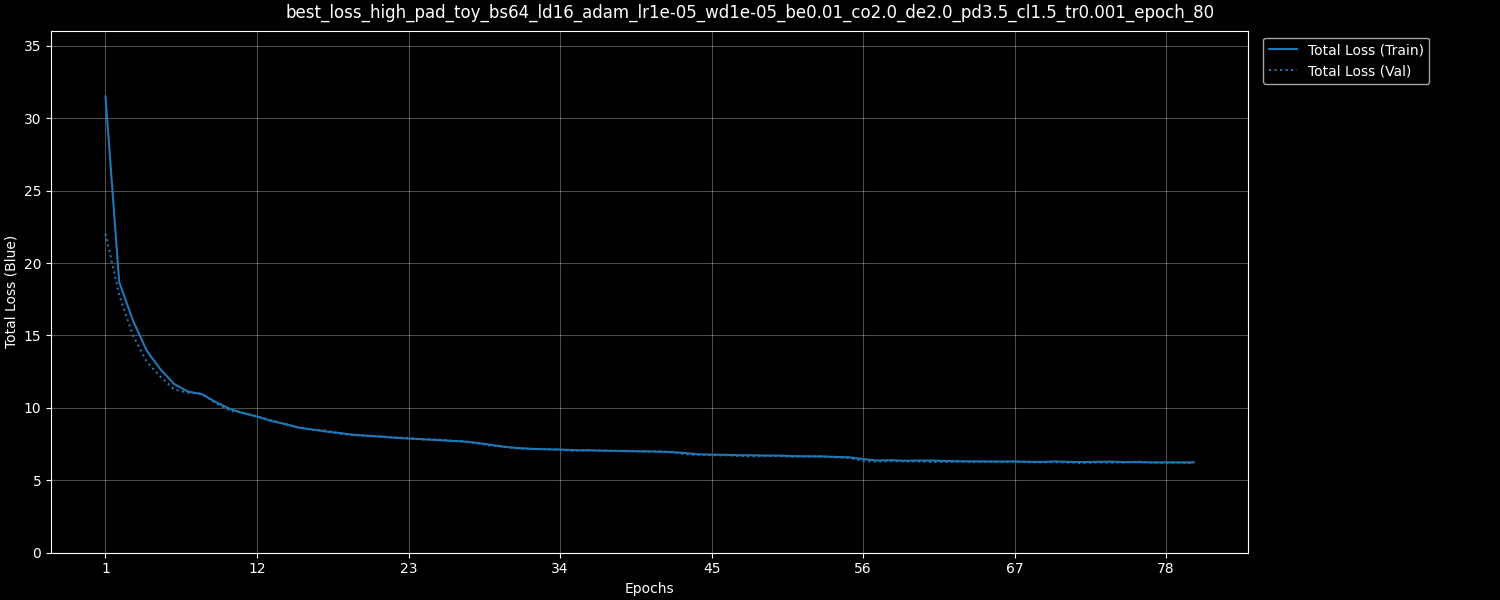 best_loss_high_pad_toy_bs64_ld16_adam_lr1e-05_wd1e-05_be0.01_co2.0_de2.0_pd3.5_cl1.5_tr0.001_epoch_80
Total Loss (Train)
Total Loss (Val)
Total Loss (Blue)
35
30
25
20
15
10
5
0
1 12 23 34 45 56 67 78
Epochs